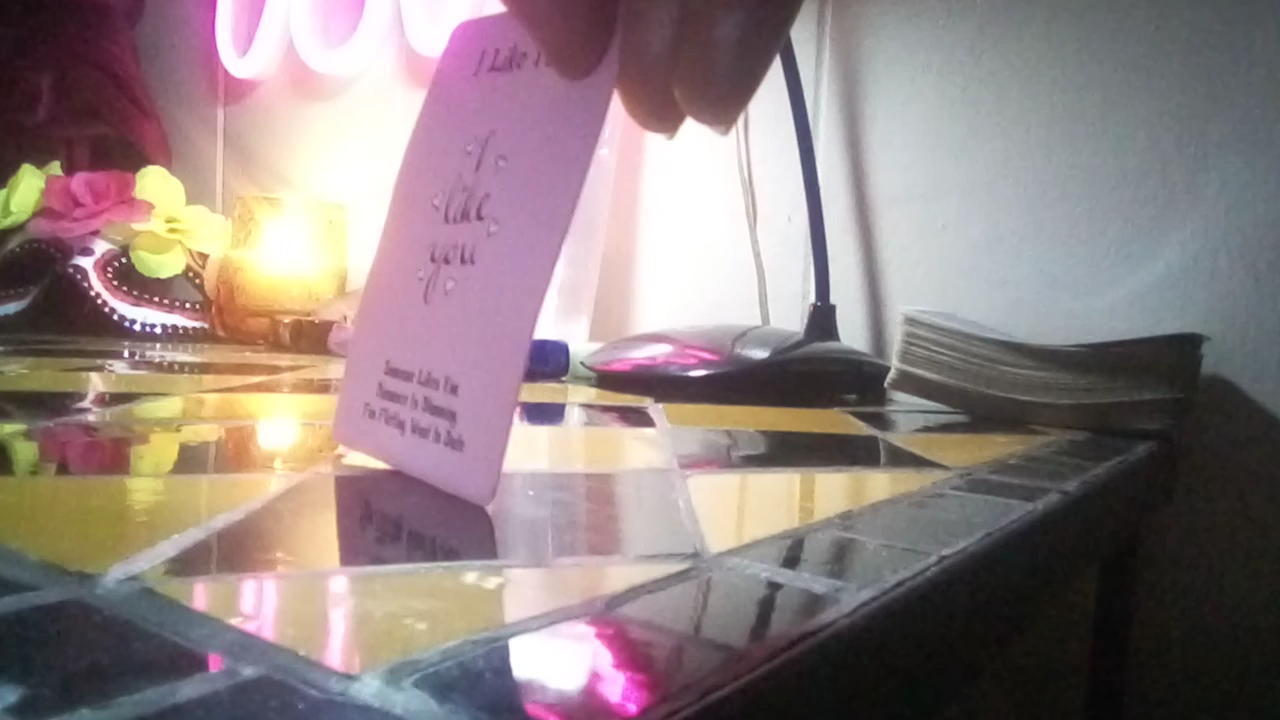 I Like
I
like
you
Someone Likes You
Romance Is Blooming,
I'm Flirting Want to Date